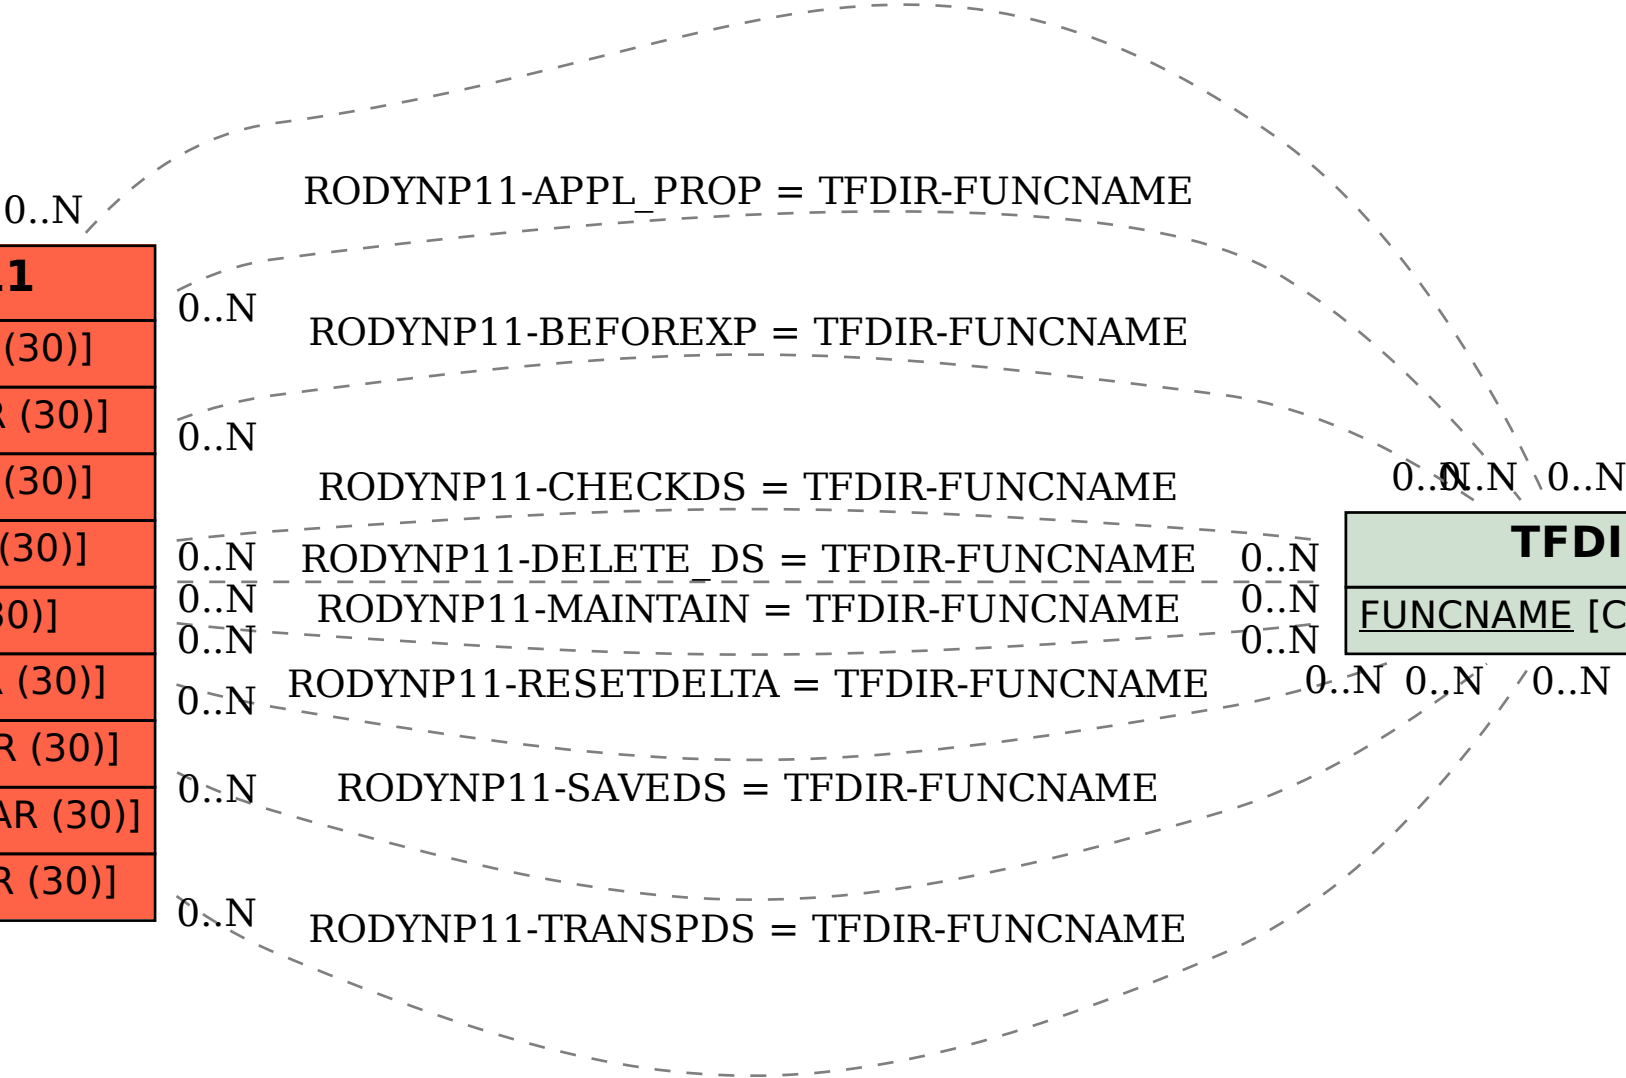 0..N
RODYNP11-APPL_PROP = TFDIR-FUNCNAME
11
0..N
RODYNP11-BEFOREXP = TFDIR-FUNCNAME
(30)]
R (30)]
0..N
(30)]
RODYNP11-CHECKDS = TFDIR-FUNCNAME
0..N
0..N
0..N
(30)]
0..N
RODYNP11-DELETE_DS = TFDIR-FUNCNAME
0..N
TFDI
0..N
RODYNP11-MAINTAIN = TFDIR-FUNCNAME
0..N
30)]
FUNCNAME [C
0..N
0..N
R (30)]
0..N
RODYNP11-RESETDELTA = TFDIR-FUNCNAME
0..N
0..N
0..N
R (30)]
0..N
RODYNP11-SAVEDS = TFDIR-FUNCNAME
AR (30)]
R (30)]
0..N
RODYNP11-TRANSPDS = TFDIR-FUNCNAME